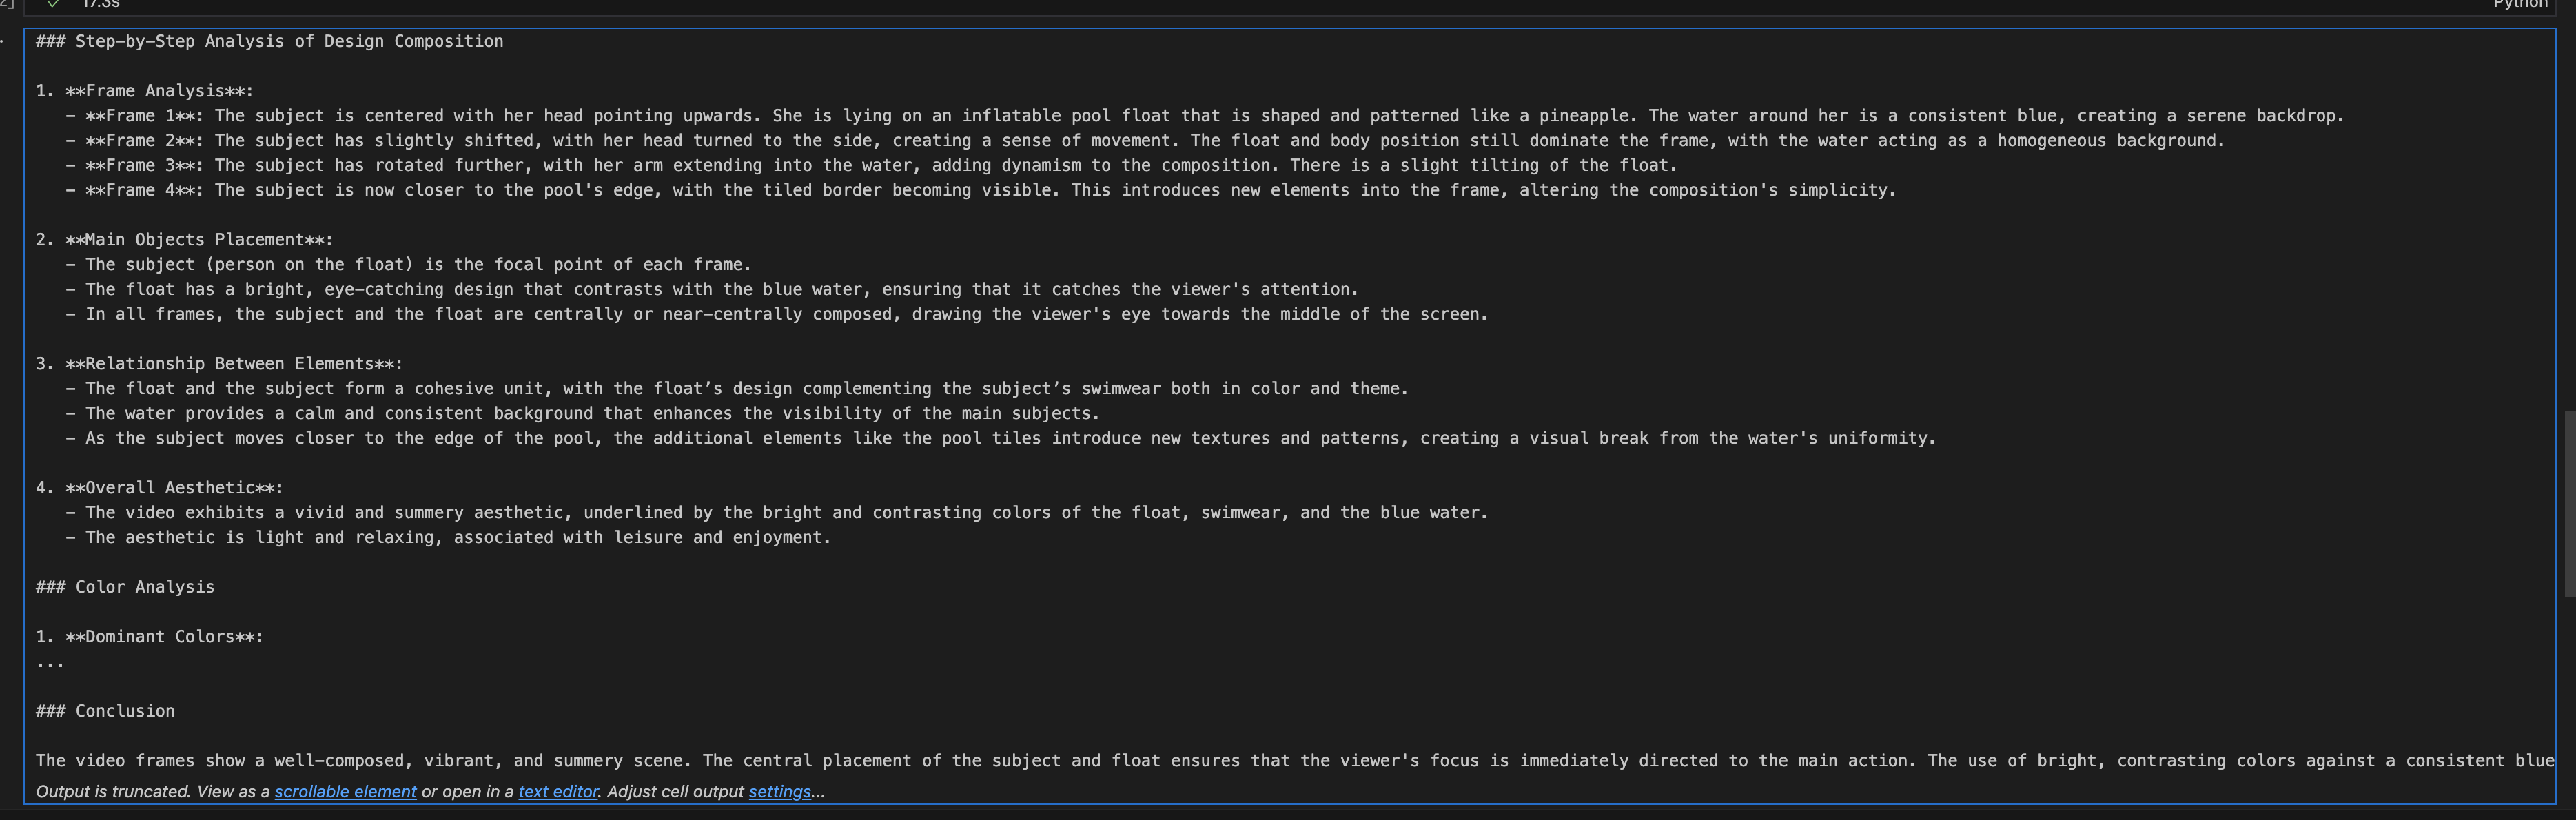 17.3s
Python
### Step-by-Step Analysis of Design Composition
1. **Frame Analysis**:
- **Frame 1**: The subject is centered with her head pointing upwards. She is lying on an inflatable pool float that is shaped and patterned like a pineapple. The water around her is a consistent blue, creating a serene backdrop.
- **Frame 2**: The subject has slightly shifted, with her head turned to the side, creating a sense of movement. The float and body position still dominate the frame, with the water acting as a homogeneous background.
- **Frame 3**: The subject has rotated further, with her arm extending into the water, adding dynamism to the composition. There is a slight tilting of the float.
- **Frame 4**: The subject is now closer to the pool's edge, with the tiled border becoming visible. This introduces new elements into the frame, altering the composition's simplicity.
2. **Main Objects Placement**:
- The subject (person on the float) is the focal point of each frame.
- The float has a bright, eye-catching design that contrasts with the blue water, ensuring that it catches the viewer's attention.
- In all frames, the subject and the float are centrally or near-centrally composed, drawing the viewer's eye towards the middle of the screen.
3. **Relationship Between Elements**:
- The float and the subject form a cohesive unit, with the float’s design complementing the subject’s swimwear both in color and theme.
- The water provides a calm and consistent background that enhances the visibility of the main subjects.
- As the subject moves closer to the edge of the pool, the additional elements like the pool tiles introduce new textures and patterns, creating a visual break from the water's uniformity.
4. **Overall Aesthetic**:
- The video exhibits a vivid and summery aesthetic, underlined by the bright and contrasting colors of the float, swimwear, and the blue water.
- The aesthetic is light and relaxing, associated with leisure and enjoyment.
### Color Analysis
1. **Dominant Colors**:
...
### Conclusion
The video frames show a well-composed, vibrant, and summery scene. The central placement of the subject and float ensures that the viewer's focus is immediately directed to the main action. The use of bright, contrasting colors against a consistent blue
Output is truncated. View as a scrollable element or open in a text editor. Adjust cell output settings...